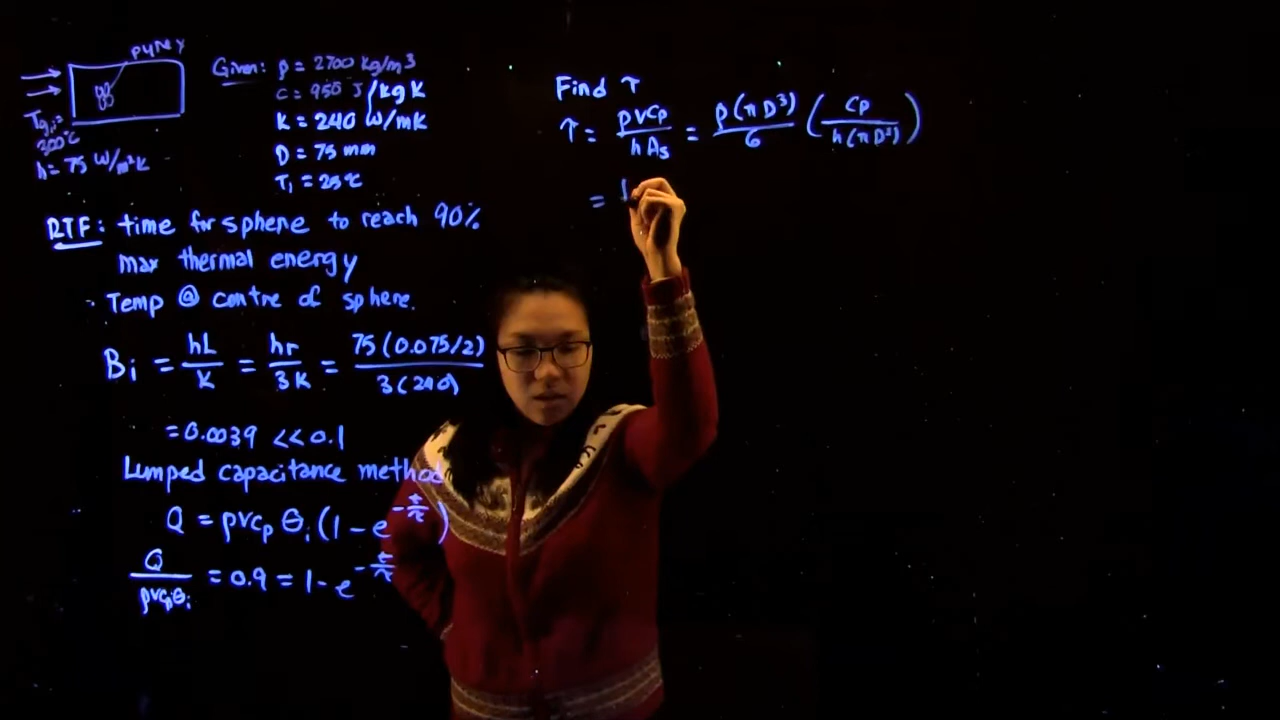 Given: ρ = 2700 kg/m3
c = 950 J/kg K
K = 240 W/mK
D = 75 mm
Ti = 25°C
Tg,i =
300°C
h = 75 W/m²K
RTF: time for sphere to reach 90%
max thermal energy
· Temp @ centre of sphere.
Bi = hL/K = hr/3K = 75(0.075/2)/3(240)
= 0.0039 << 0.1
Lumped capacitance method
Q = ρVCp θi (1 - e^-t/τ)
Q/ρVCpθi = 0.9 = 1 - e^-t/τ
Find τ
τ = ρVCp/hAs = ρ(πD³)/6 (Cp/h(πD²))
=